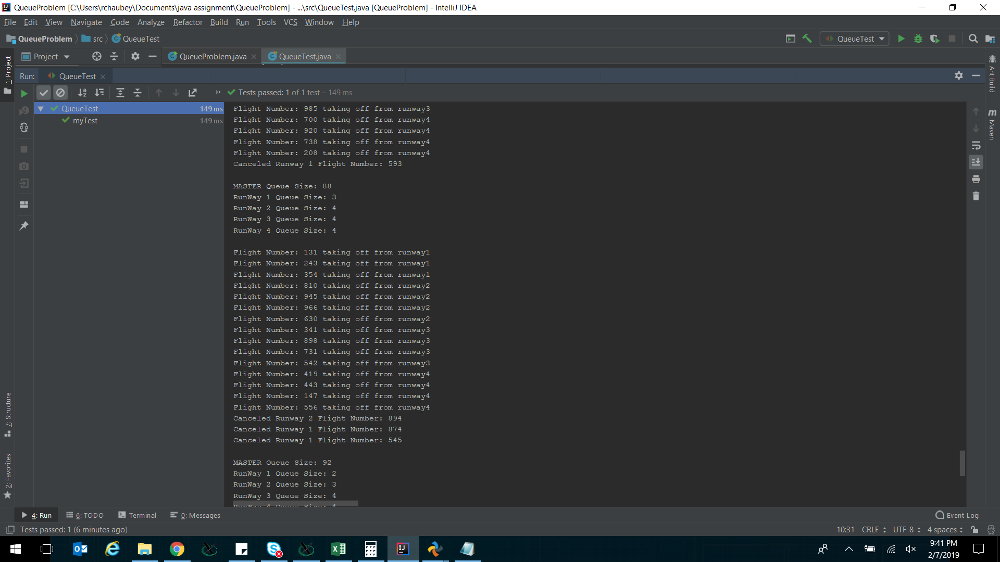 QueueProblem [C:\Users\rchaubey\Documents\java assignment\QueueProblem] - ...\src\QueueTest.java [QueueProblem] - IntelliJ IDEA
File Edit View Navigate Code Analyze Refactor Build Run Tools VCS Window Help
QueueProblem src QueueTest QueueTest
Project QueueProblem.java QueueTest.java
1: Project
Ant Build
Maven
Run: QueueTest
Tests passed: 1 of 1 test – 149 ms
QueueTest 149 ms
myTest 149 ms
Flight Number: 985 taking off from runway3
Flight Number: 700 taking off from runway4
Flight Number: 920 taking off from runway4
Flight Number: 738 taking off from runway4
Flight Number: 208 taking off from runway4
Canceled Runway 1 Flight Number: 593
MASTER Queue Size: 88
RunWay 1 Queue Size: 3
RunWay 2 Queue Size: 4
RunWay 3 Queue Size: 4
RunWay 4 Queue Size: 4
Flight Number: 131 taking off from runway1
Flight Number: 243 taking off from runway1
Flight Number: 354 taking off from runway1
Flight Number: 810 taking off from runway2
Flight Number: 945 taking off from runway2
Flight Number: 966 taking off from runway2
Flight Number: 630 taking off from runway2
Flight Number: 341 taking off from runway3
Flight Number: 898 taking off from runway3
Flight Number: 731 taking off from runway3
Flight Number: 542 taking off from runway3
Flight Number: 419 taking off from runway4
Flight Number: 443 taking off from runway4
Flight Number: 147 taking off from runway4
Flight Number: 556 taking off from runway4
Canceled Runway 2 Flight Number: 894
Canceled Runway 1 Flight Number: 874
Canceled Runway 1 Flight Number: 545
MASTER Queue Size: 92
RunWay 1 Queue Size: 2
RunWay 2 Queue Size: 3
RunWay 3 Queue Size: 4
RunWay 4 Queue Size: 4
7: Structure
2: Favorites
4: Run 6: TODO Terminal 0: Messages Event Log
Tests passed: 1 (6 minutes ago) 10:31 CRLF UTF-8 4 spaces
9:41 PM
2/7/2019